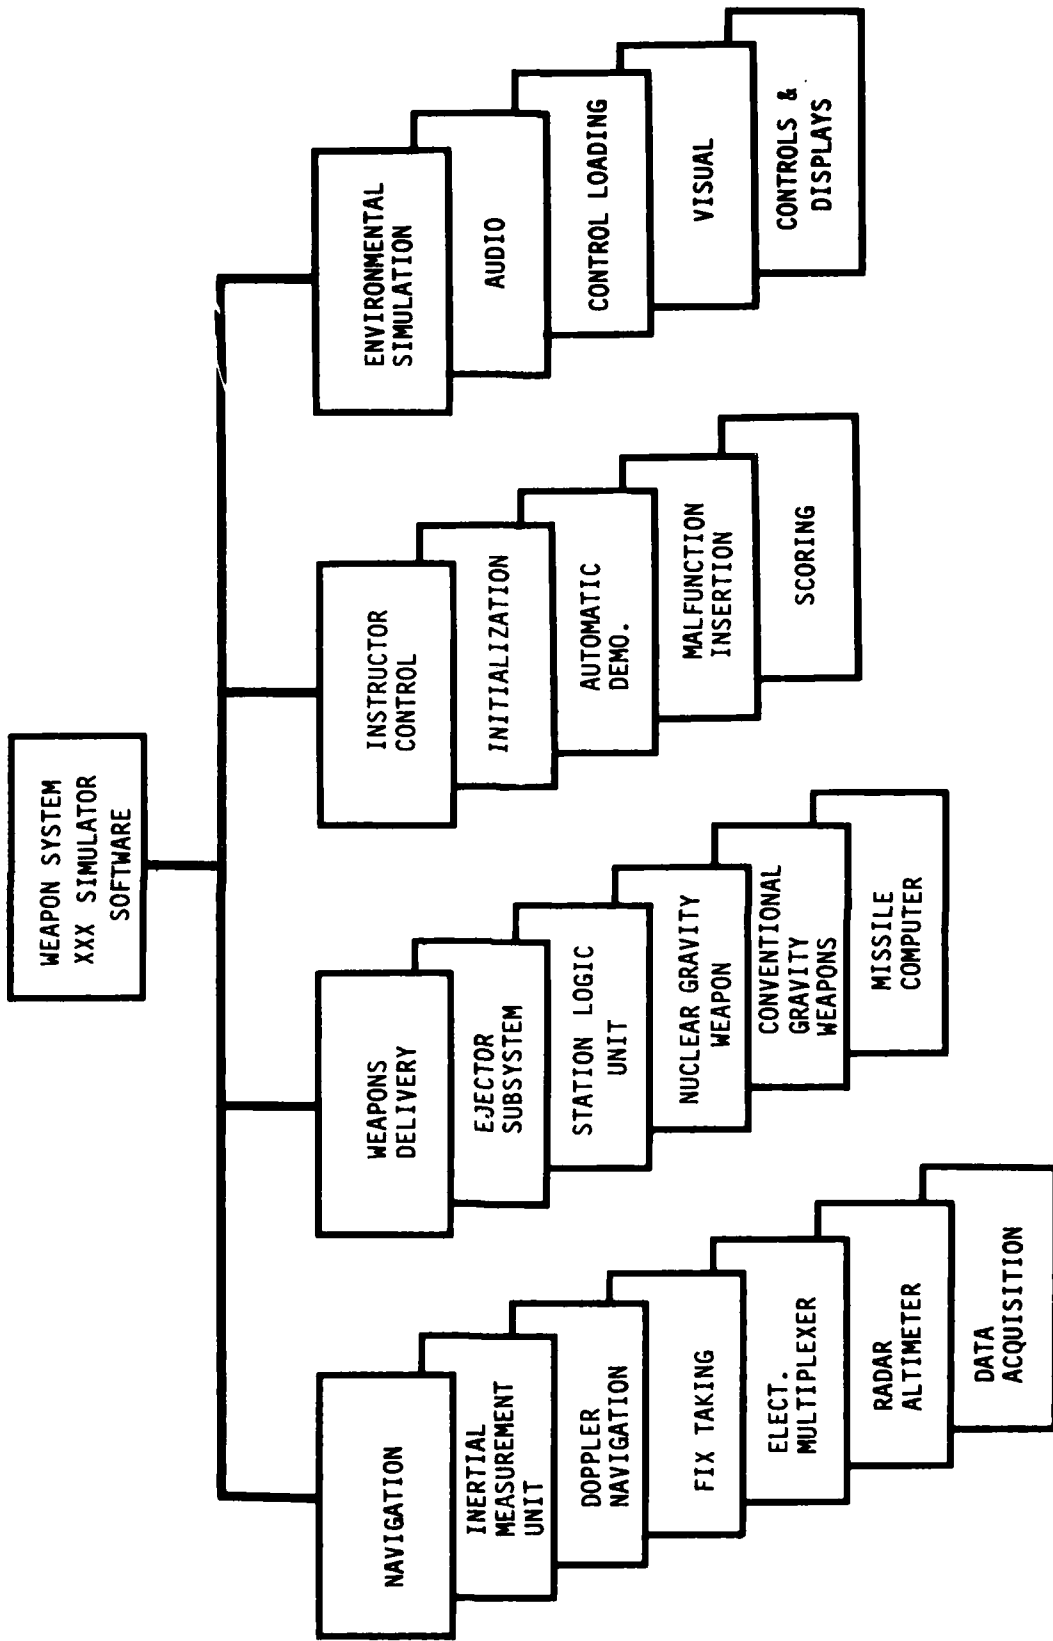 WEAPON SYSTEM
XXX SIMULATOR
SOFTWARE
NAVIGATION
INERTIAL
MEASUREMENT
UNIT
DOPPLER
NAVIGATION
FIX TAKING
ELECT.
MULTIPLEXER
RADAR
ALTIMETER
DATA
ACQUISITION
WEAPONS
DELIVERY
EJECTOR
SUBSYSTEM
STATION LOGIC
UNIT
NUCLEAR GRAVITY
WEAPON
CONVENTIONAL
GRAVITY
WEAPONS
MISSILE
COMPUTER
INSTRUCTOR
CONTROL
INITIALIZATION
AUTOMATIC
DEMO.
MALFUNCTION
INSERTION
SCORING
ENVIRONMENTAL
SIMULATION
AUDIO
CONTROL LOADING
VISUAL
CONTROLS &
DISPLAYS